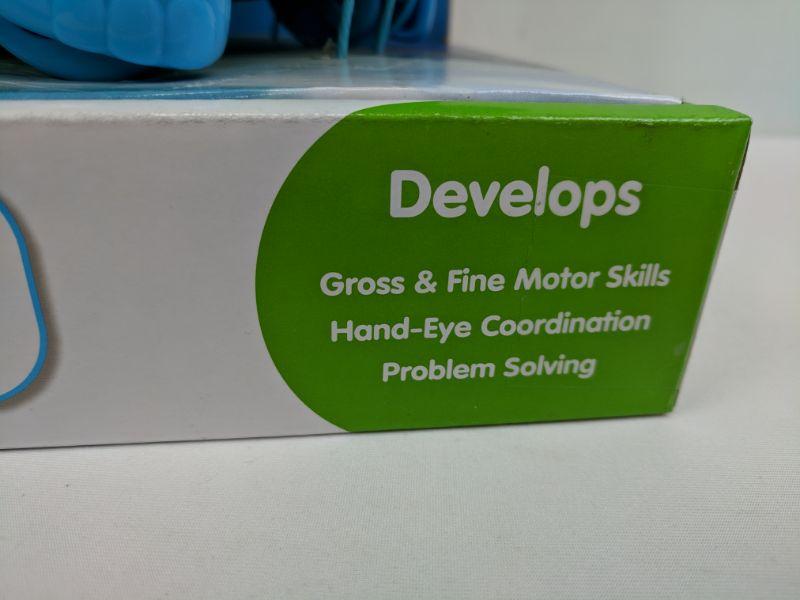 Develops
Gross & Fine Motor Skills
Hand-Eye Coordination
Problem Solving